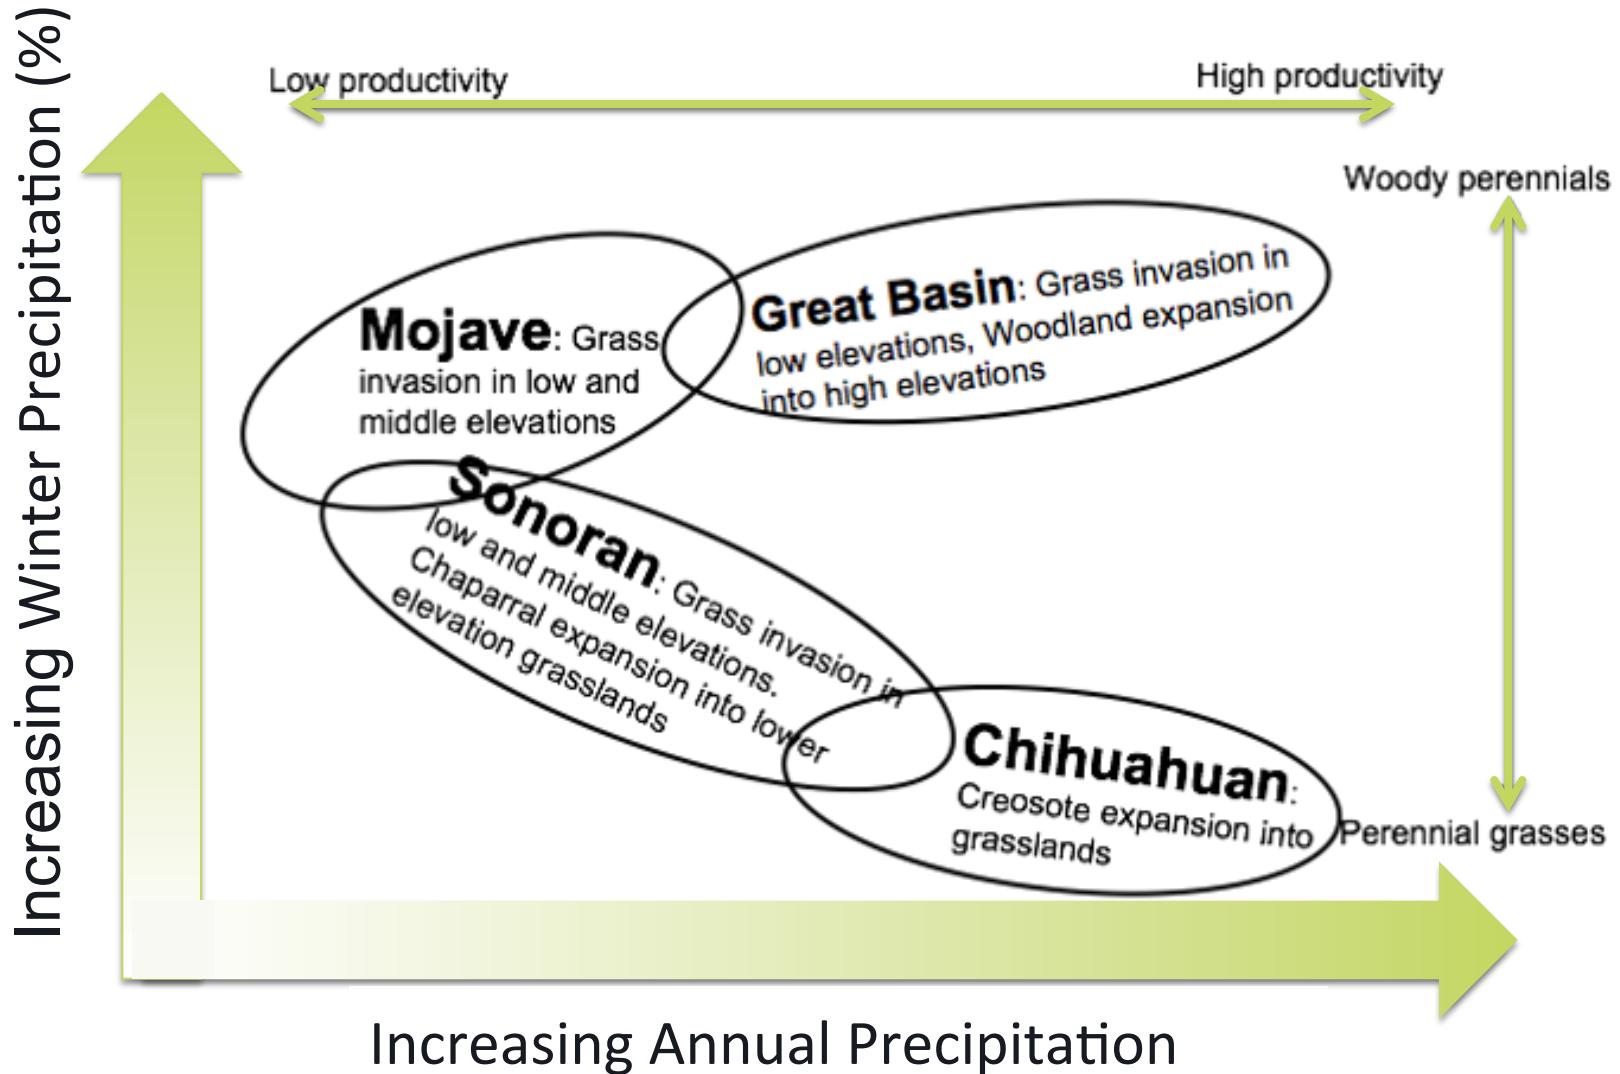 Increasing Winter Precipitation (%)
Low productivity
High productivity
Woody perennials
Mojave: Grass
invasion in low and
middle elevations
Great Basin: Grass invasion in
low elevations, Woodland expansion
into high elevations
Sonoran: Grass invasion in
low and middle elevations.
Chaparral expansion into lower
elevation grasslands
Chihuahuan:
Creosote expansion into
grasslands
Perennial grasses
Increasing Annual Precipitation